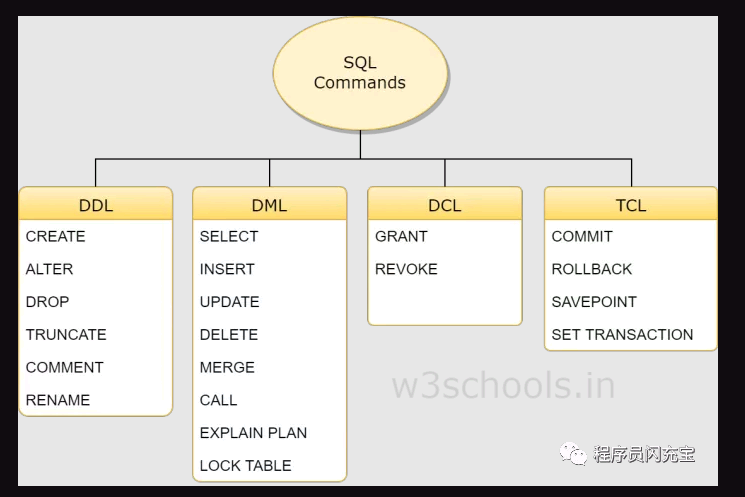 SQL
Commands
DDL
CREATE
ALTER
DROP
TRUNCATE
COMMENT
RENAME
DML
SELECT
INSERT
UPDATE
DELETE
MERGE
CALL
EXPLAIN PLAN
LOCK TABLE
DCL
GRANT
REVOKE
TCL
COMMIT
ROLLBACK
SAVEPOINT
SET TRANSACTION
w3schools.in
程序员闪充宝